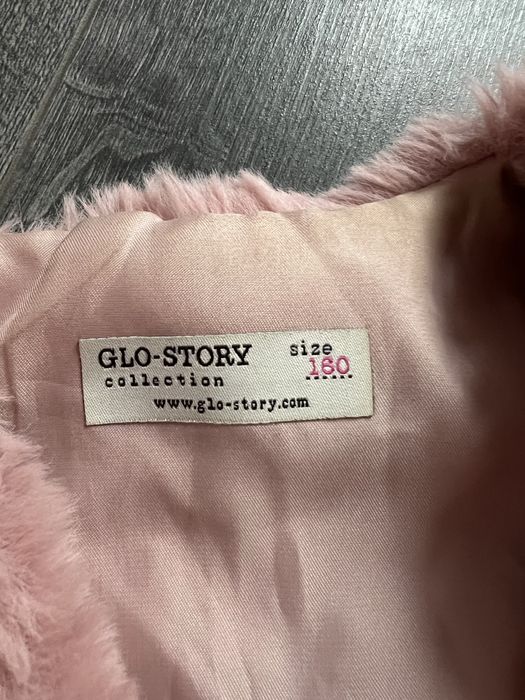 GLO-STORY size
collection 160
www.glo-story.com